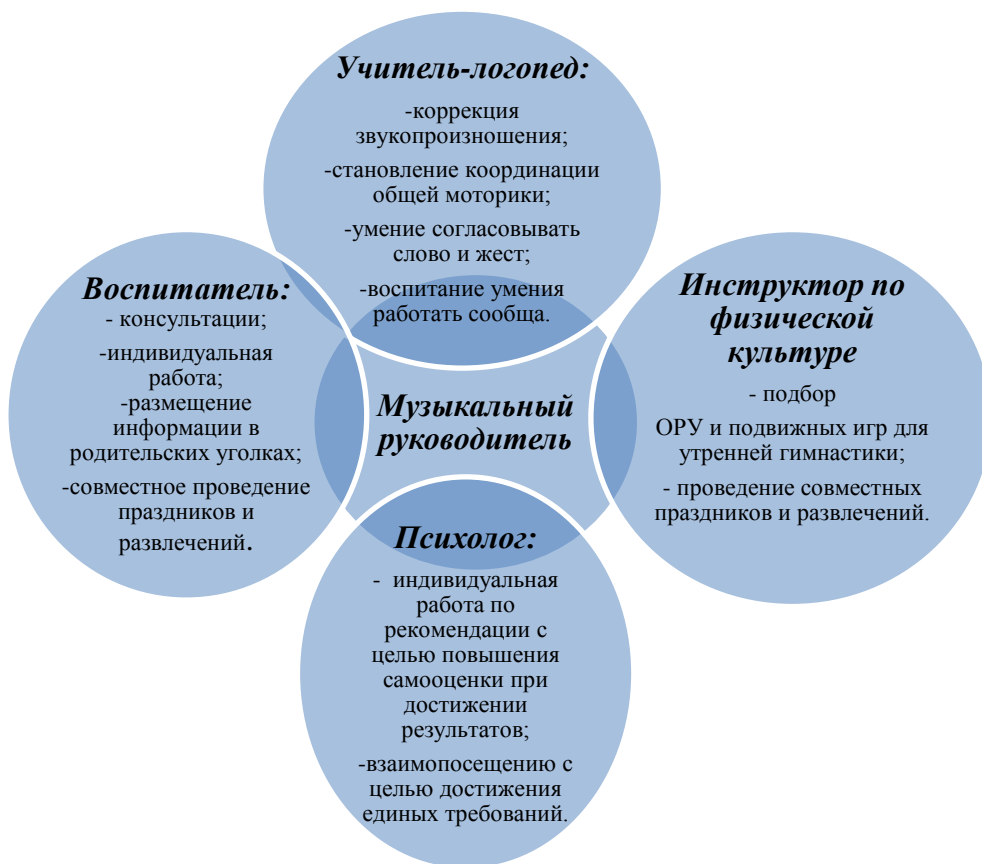 Учитель-логопед:
-коррекция
звукопроизношения;
-становление координации
общей моторики;
-умение согласовывать
слово и жест;
-воспитание умения
работать сообща.
Воспитатель:
- консультации;
-индивидуальная
работа;
-размещение
информации в
родительских уголках;
-совместное проведение
праздников и
развлечений.
Музыкальный
руководитель
Инструктор по
физической
культуре
- подбор
ОРУ и подвижных игр для
утренней гимнастики;
- проведение совместных
праздников и развлечений.
Психолог:
- индивидуальная
работа по
рекомендации с
целью повышения
самооценки при
достижении
результатов;
-взаимопосещению с
целью достижения
единых требований.